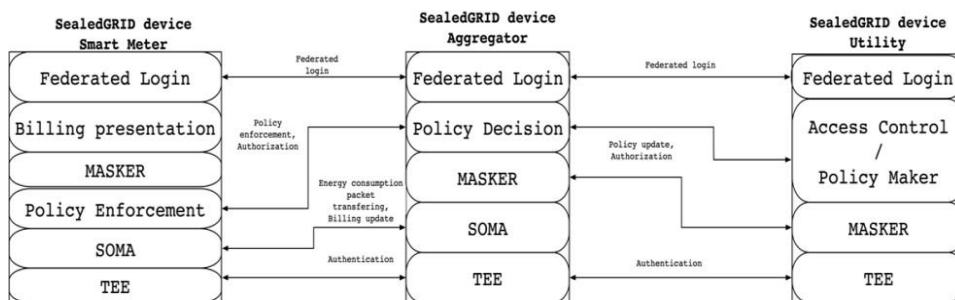 SealedGRID device
Smart Meter
Federated Login
Billing presentation
MASKER
Policy Enforcement
SOMA
TEE
Federated
login
Policy
enforcement,
Authorization
Energy consumption
packet
transfering,
Billing update
Authentication
SealedGRID device
Aggregator
Federated Login
Policy Decision
MASKER
SOMA
TEE
Federated login
Policy update,
Authorization
Authentication
SealedGRID device
Utility
Federated Login
Access Control
/
Policy Maker
MASKER
TEE